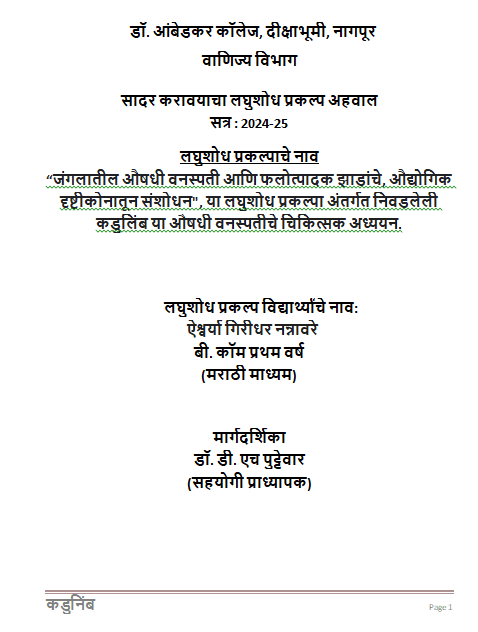 डॉ. आंबेडकर कॉलेज, दीक्षाभूमी, नागपूर
वाणिज्य विभाग
सादर करावयाचा लघुशोध प्रकल्प अहवाल
सत्र : 2024-25
लघुशोध प्रकल्पाचे नाव
“जंगलातील औषधी वनस्पती आणि फलोत्पादक झाडांचे, औद्योगिक
दृष्टीकोनातून संशोधन", या लघुशोध प्रकल्पा अंतर्गत निवडलेली
कडुलिंब या औषधी वनस्पतीचे चिकित्सक अध्ययन.
लघुशोध प्रकल्प विद्यार्थ्यांचे नाव:
ऐश्वर्या गिरीधर नन्नावरे
बी. कॉम प्रथम वर्ष
(मराठी माध्यम)
मार्गदर्शिका
डॉ. डी. एच पुट्टेवार
(सहयोगी प्राध्यापक)
कडुनिंब
Page 1